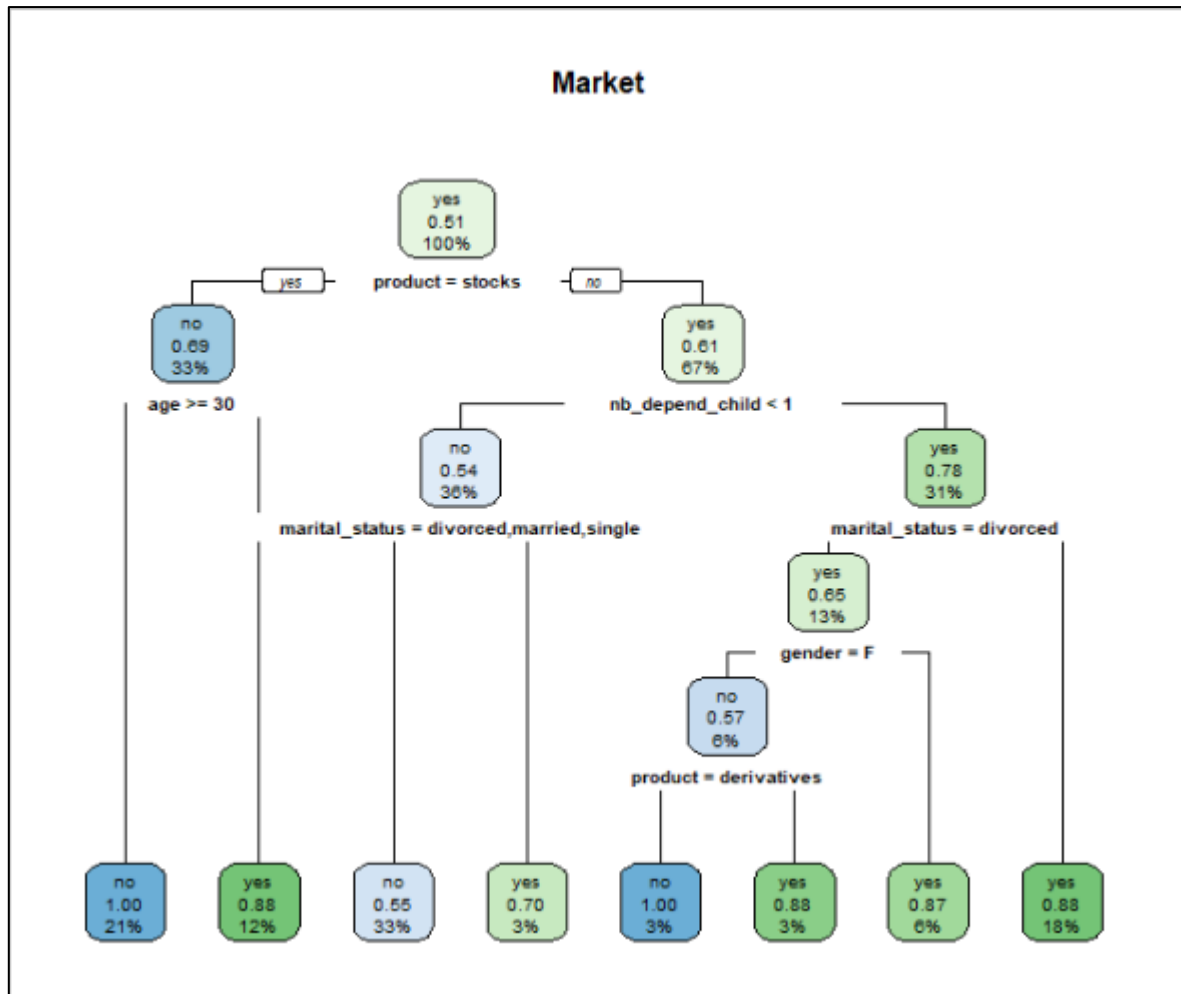 Market
yes
0.51
100%
yes
product = stocks
no
no
0.69
33%
yes
0.61
67%
age >= 30
nb_depend_child < 1
no
0.54
36%
yes
0.78
31%
marital_status = divorced,married,single
marital_status = divorced
yes
0.65
13%
gender = F
no
0.57
6%
product = derivatives
no
1.00
21%
yes
0.88
12%
no
0.55
33%
yes
0.70
3%
no
1.00
3%
yes
0.88
3%
yes
0.87
6%
yes
0.88
18%